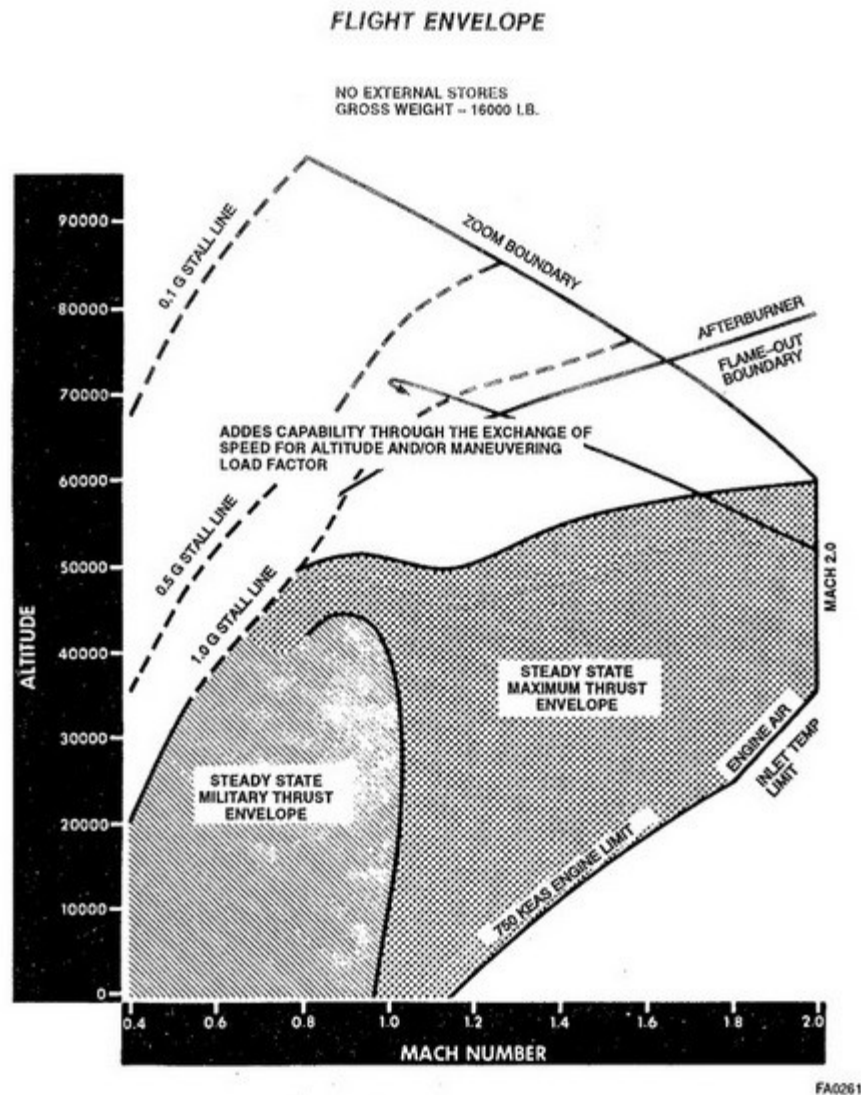 FLIGHT ENVELOPE
NO EXTERNAL STORES
GROSS WEIGHT – 16000 LB.
90000
80000
70000
60000
50000
40000
30000
20000
10000
0
ALTITUDE
0.1 G STALL LINE
ZOOM BOUNDARY
AFTERBURNER
FLAME-OUT
BOUNDARY
ADDES CAPABILITY THROUGH THE EXCHANGE OF
SPEED FOR ALTITUDE AND/OR MANEUVERING
LOAD FACTOR
0.5 G STALL LINE
1.0 G STALL LINE
MACH 2.0
STEADY STATE
MAXIMUM THRUST
ENVELOPE
STEADY STATE
MILITARY THRUST
ENVELOPE
ENGINE AIR
INLET TEMP
LIMIT
750 KEAS ENGINE LIMIT
0.4 0.6 0.8 1.0 1.2 1.4 1.6 1.8 2.0
MACH NUMBER
FA0261